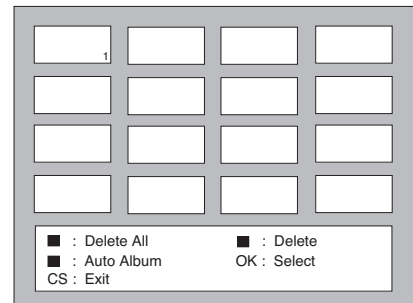 1
■ : Delete All ■ : Delete
■ : Auto Album OK : Select
CS : Exit